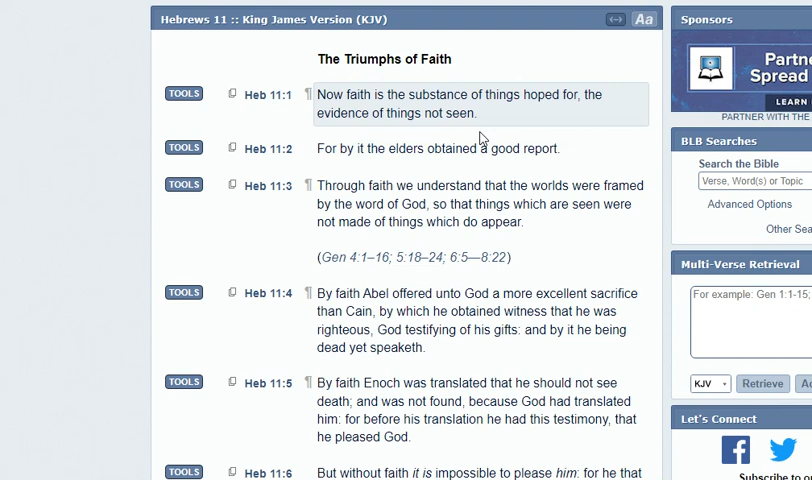 Hebrews 11 :: King James Version (KJV)
Aa
The Triumphs of Faith
TOOLS Heb 11:1 ¶ Now faith is the substance of things hoped for, the
evidence of things not seen.
TOOLS Heb 11:2 For by it the elders obtained a good report.
TOOLS Heb 11:3 ¶ Through faith we understand that the worlds were framed
by the word of God, so that things which are seen were
not made of things which do appear.
(Gen 4:1–16; 5:18–24; 6:5—8:22)
TOOLS Heb 11:4 ¶ By faith Abel offered unto God a more excellent sacrifice
than Cain, by which he obtained witness that he was
righteous, God testifying of his gifts: and by it he being
dead yet speaketh.
TOOLS Heb 11:5 ¶ By faith Enoch was translated that he should not see
death; and was not found, because God had translated
him: for before his translation he had this testimony, that
he pleased God.
TOOLS Heb 11:6 But without faith it is impossible to please him: for he that
Sponsors
Partne
Spread
LEARN
PARTNER WITH THE
BLB Searches
Search the Bible
Verse, Word(s) or Topic
Advanced Options
Other Sea
Multi-Verse Retrieval
For example: Gen 1:1-15;
KJV Retrieve Ad
Let's Connect
Subscribe to o